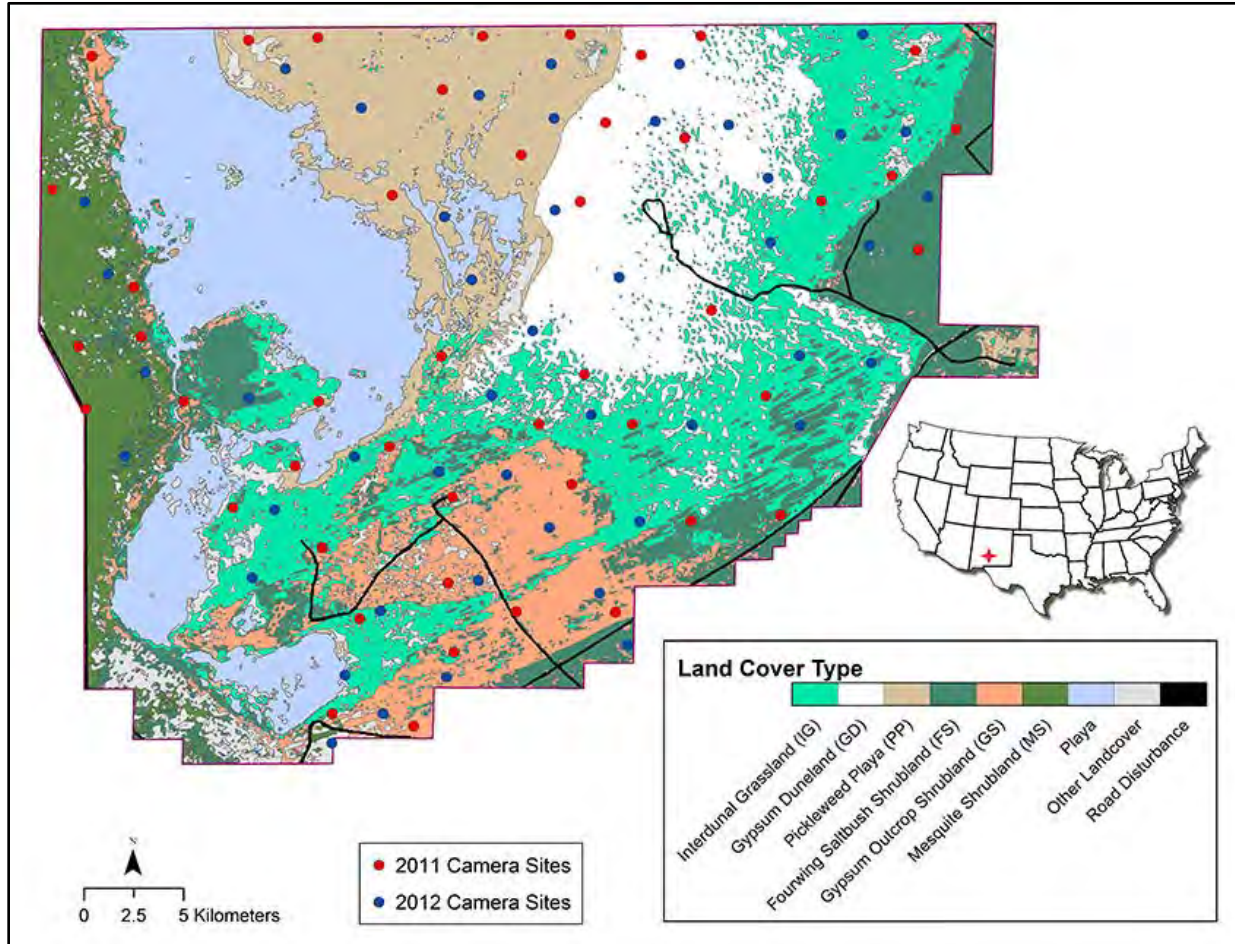 Land Cover Type
Interdunal Grassland (IG)
Gypsum Duneland (GD)
Pickleweed Playa (PP)
Fourwing Saltbush Shrubland (FS)
Gypsum Outcrop Shrubland (GS)
Mesquite Shrubland (MS)
Playa
Other Landcover
Road Disturbance
N
0 2.5 5 Kilometers
2011 Camera Sites
2012 Camera Sites